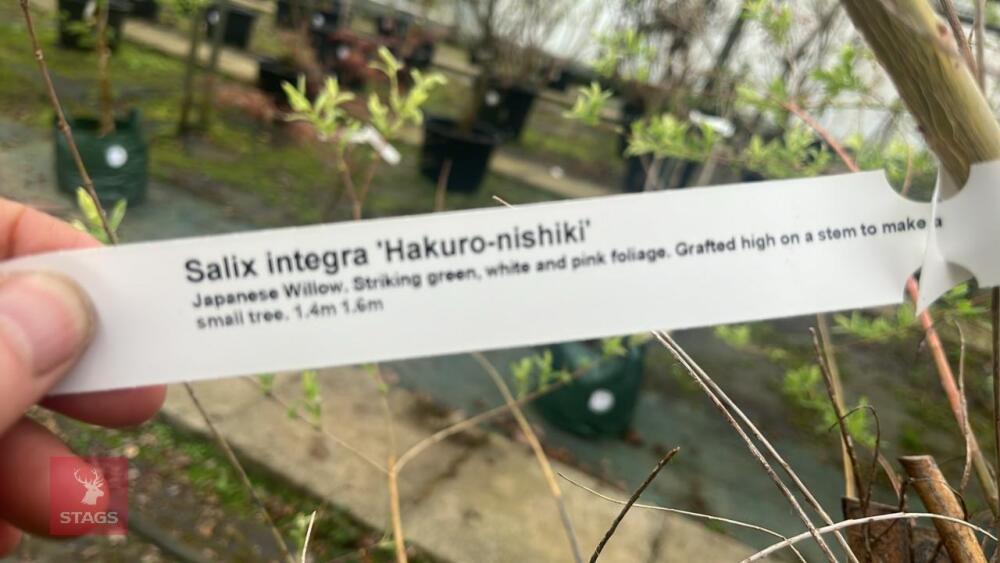 Salix integra 'Hakuro-nishiki'
Japanese Willow. Striking green, white and pink foliage. Grafted high on a stem to make a
small tree. 1.4m 1.6m
STAGS